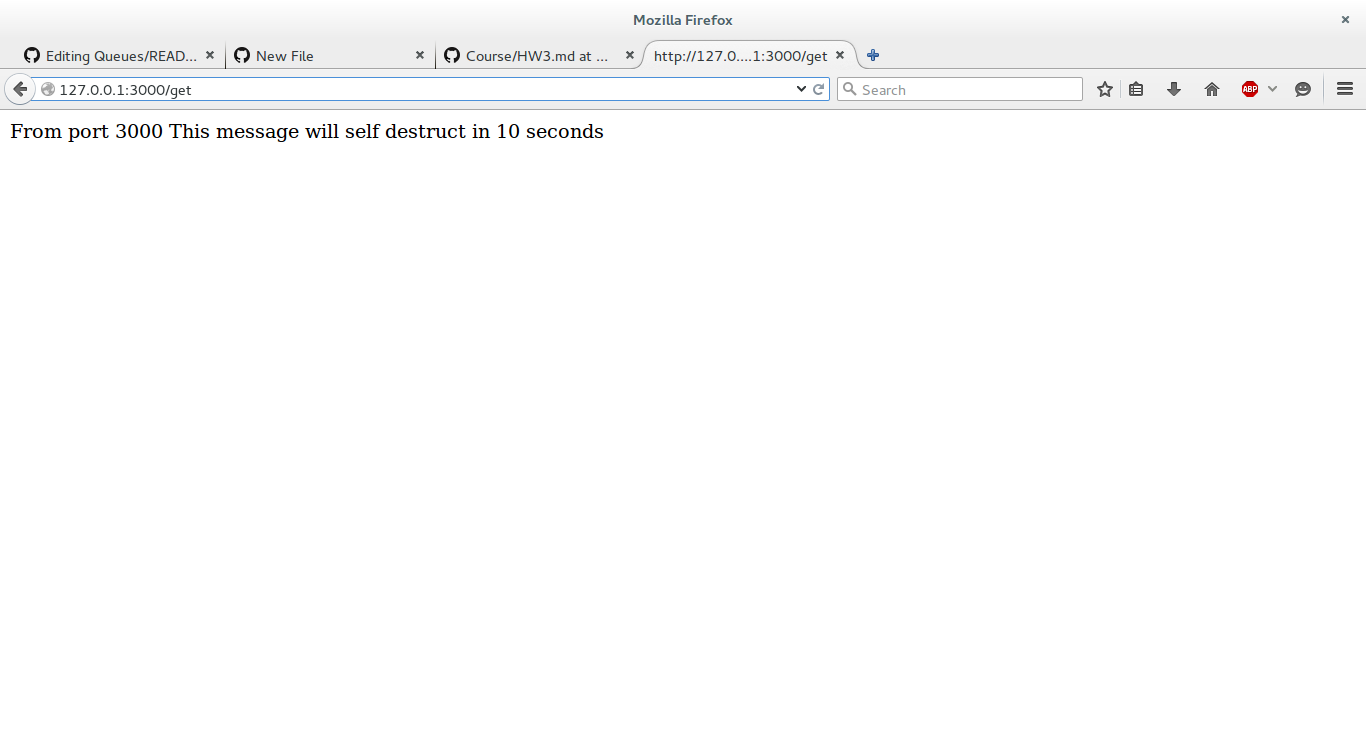 Mozilla Firefox
Editing Queues/READ... New File Course/HW3.md at ... http://127.0....1:3000/get
127.0.0.1:3000/get Search ABP
From port 3000 This message will self destruct in 10 seconds